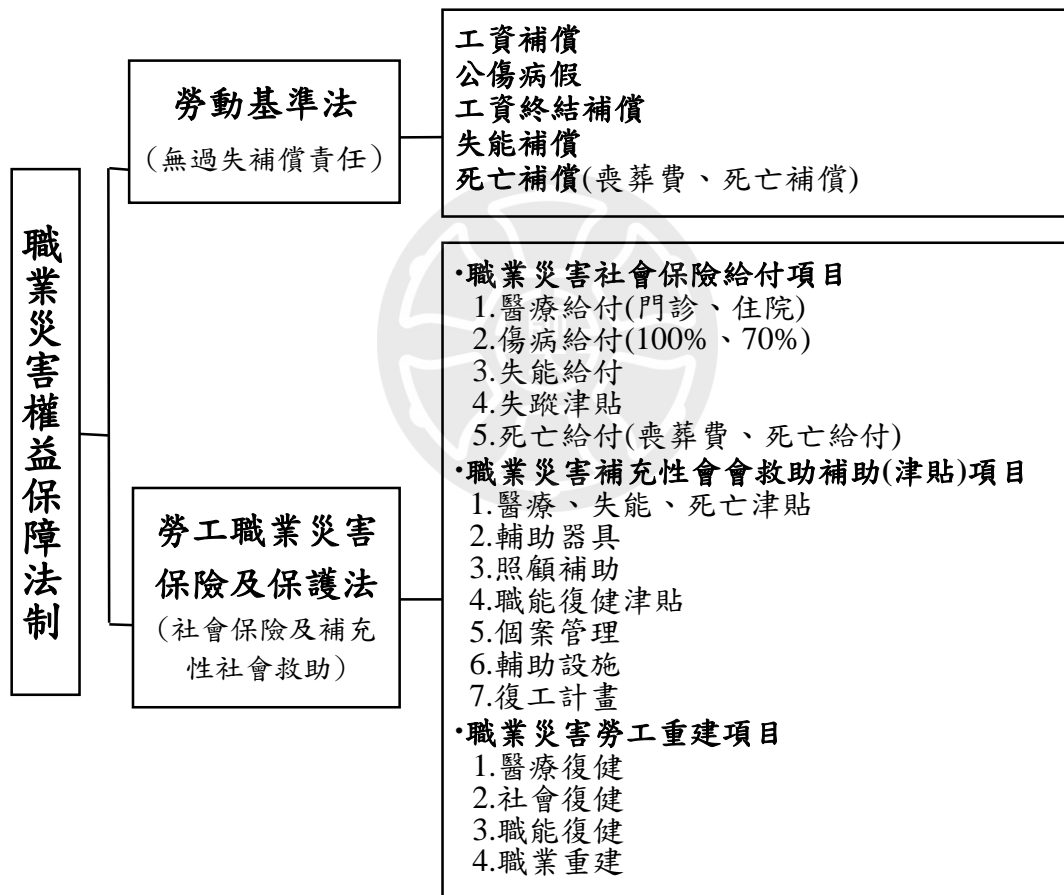 職業災害權益保障法制
勞動基準法
（無過失補償責任）
工資補償
公傷病假
工資終結補償
失能補償
死亡補償(喪葬費、死亡補償)
勞工職業災害
保險及保護法
（社會保險及補充
性社會救助）
·職業災害社會保險給付項目
1.醫療給付(門診、住院)
2.傷病給付(100%、70%)
3.失能給付
4.失蹤津貼
5.死亡給付(喪葬費、死亡給付)
·職業災害補充性會會救助補助(津貼)項目
1.醫療、失能、死亡津貼
2.輔助器具
3.照顧補助
4.職能復健津貼
5.個案管理
6.輔助設施
7.復工計畫
·職業災害勞工重建項目
1.醫療復健
2.社會復健
3.職能復健
4.職業重建